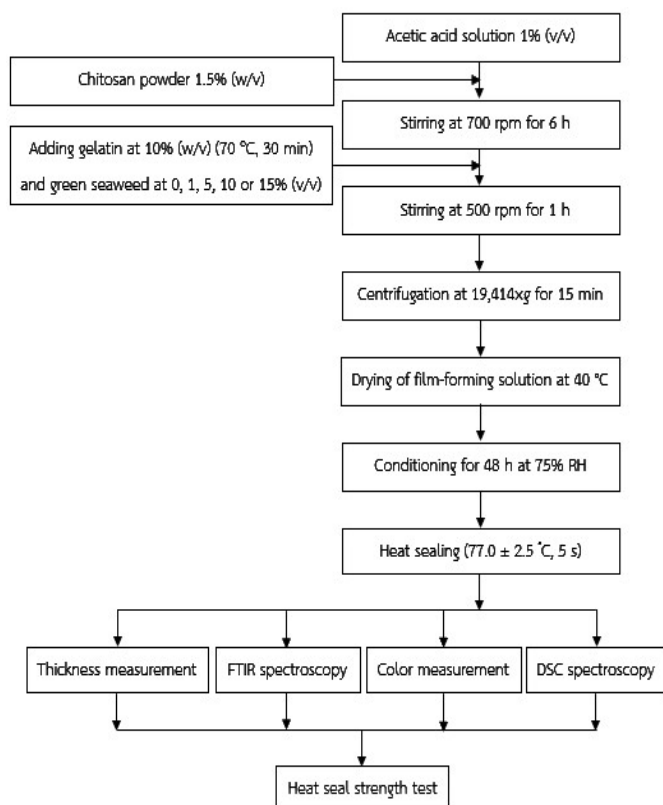 Acetic acid solution 1% (v/v)
Chitosan powder 1.5% (w/v)
Stirring at 700 rpm for 6 h
Adding gelatin at 10% (w/v) (70 °C, 30 min)
and green seaweed at 0, 1, 5, 10 or 15% (v/v)
Stirring at 500 rpm for 1 h
Centrifugation at 19,414xg for 15 min
Drying of film-forming solution at 40 °C
Conditioning for 48 h at 75% RH
Heat sealing (77.0 ± 2.5 °C, 5 s)
Thickness measurement
FTIR spectroscopy
Color measurement
DSC spectroscopy
Heat seal strength test